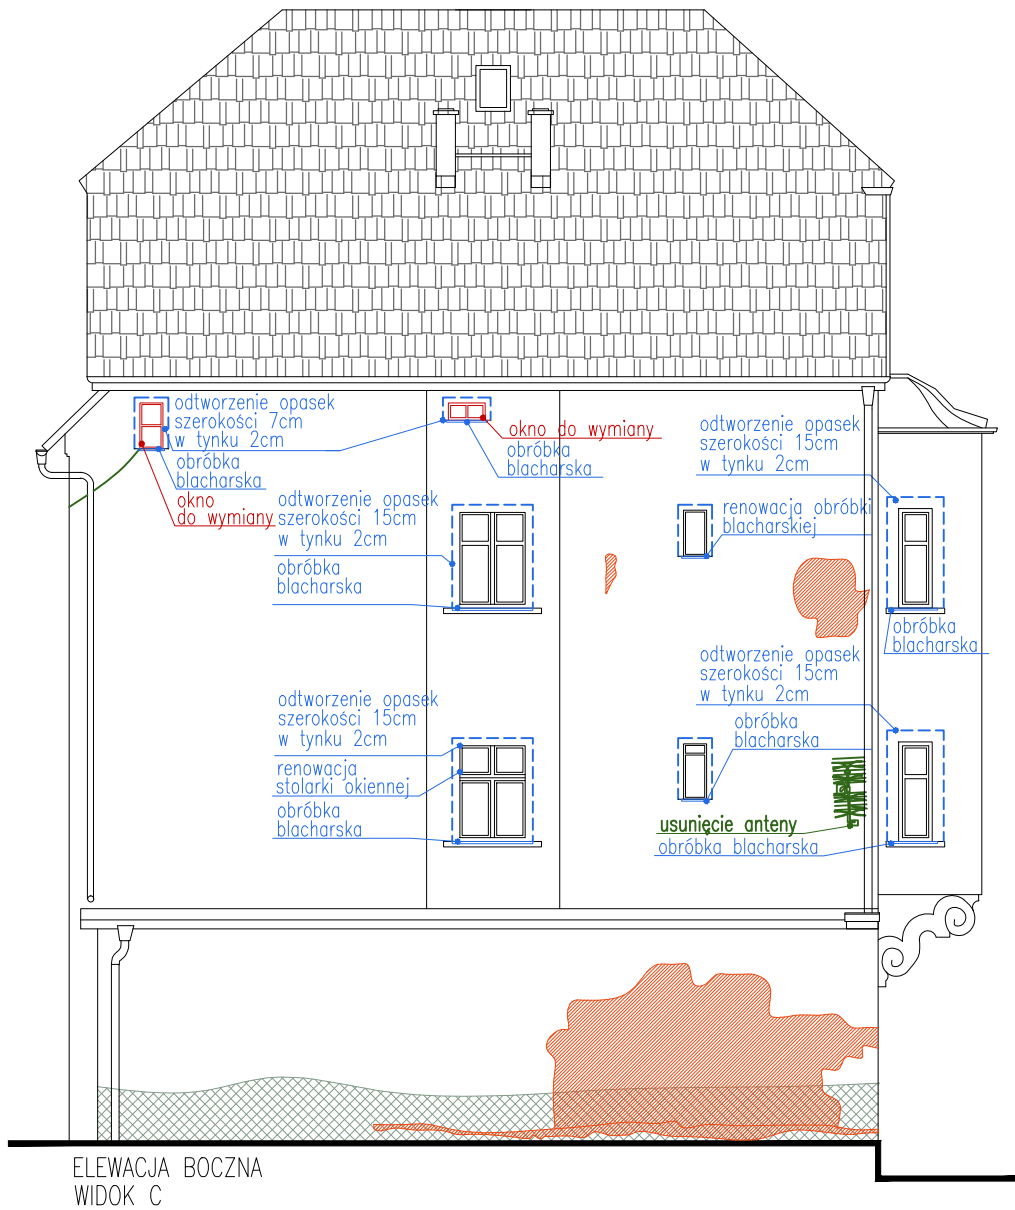 odtworzenie opasek
szerokości 7cm
w tynku 2cm
obróbka
blacharska
okno
do wymiany
okno do wymiany
obróbka
blacharska
odtworzenie opasek
szerokości 15cm
w tynku 2cm
odtworzenie opasek
szerokości 15cm
w tynku 2cm
obróbka
blacharska
renowacja obróbki
blacharskiej
obróbka
blacharska
odtworzenie opasek
szerokości 15cm
w tynku 2cm
odtworzenie opasek
szerokości 15cm
w tynku 2cm
renowacja
stolarki okiennej
obróbka
blacharska
obróbka
blacharska
usunięcie anteny
obróbka blacharska
ELEWACJA BOCZNA
WIDOK C